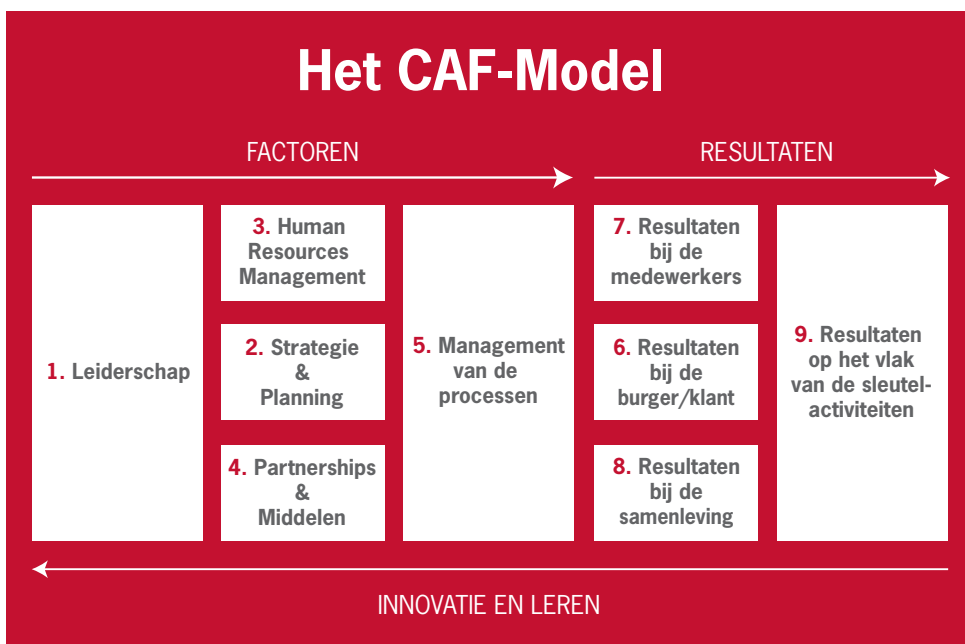 Het CAF-Model
FACTOREN
RESULTATEN
1. Leiderschap
3. Human
Resources
Management
2. Strategie
&
Planning
4. Partnerships
&
Middelen
5. Management
van de
processen
7. Resultaten
bij de
medewerkers
6. Resultaten
bij de
burger/klant
8. Resultaten
bij de
samenleving
9. Resultaten
op het vlak
van de sleutel-
activiteiten
INNOVATIE EN LEREN